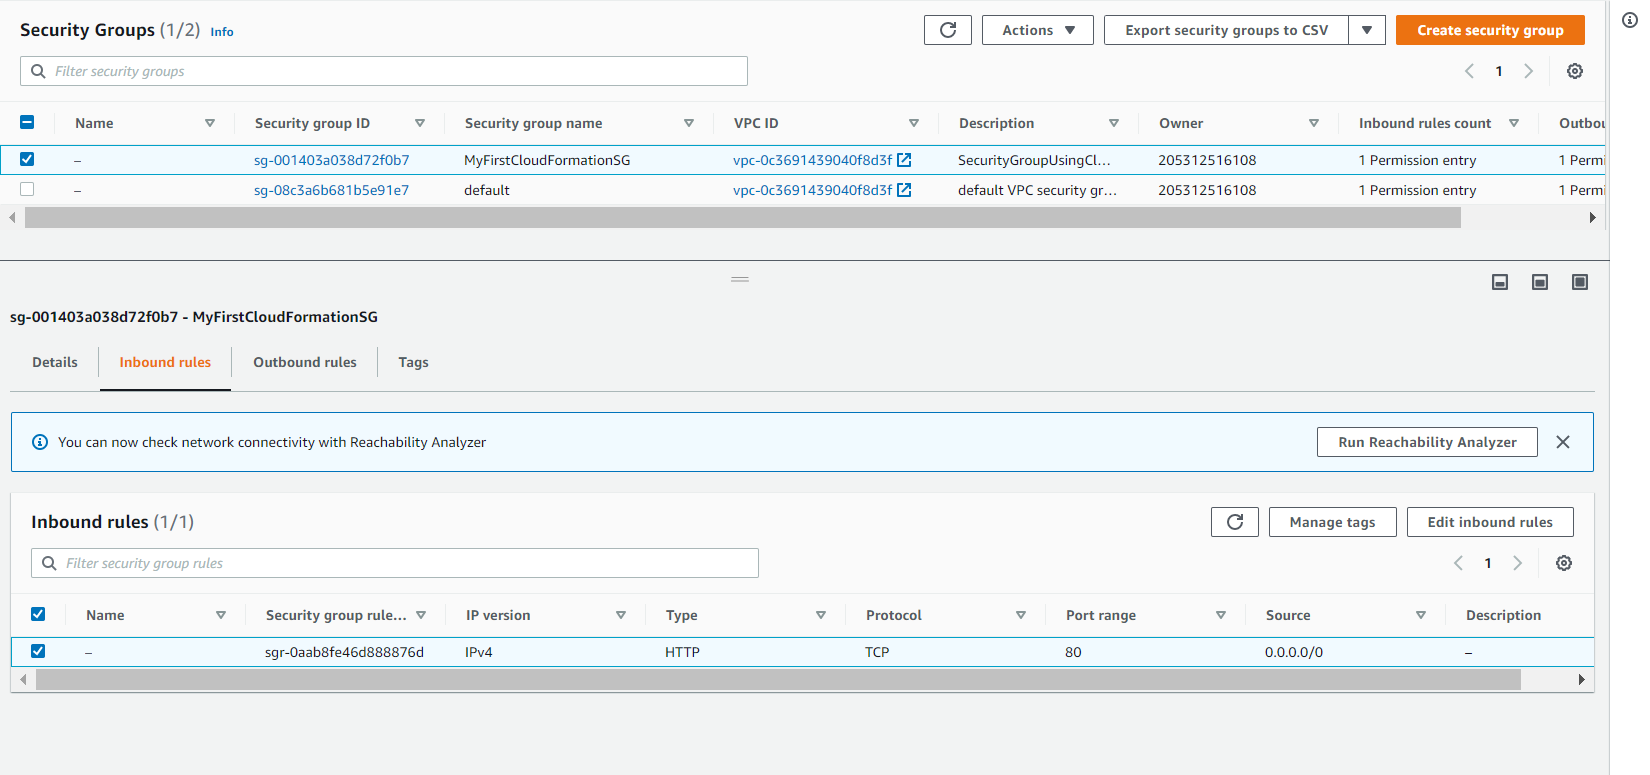 Security Groups (1/2) Info
Actions
Export security groups to CSV
Create security group
Filter security groups
1
Name Security group ID Security group name VPC ID Description Owner Inbound rules count Outbou
– sg-001403a038d72f0b7 MyFirstCloudFormationSG vpc-0c3691439040f8d3f SecurityGroupUsingCl... 205312516108 1 Permission entry 1 Permi
– sg-08c3a6b681b5e91e7 default vpc-0c3691439040f8d3f default VPC security gr... 205312516108 1 Permission entry 1 Permi
sg-001403a038d72f0b7 - MyFirstCloudFormationSG
Details Inbound rules Outbound rules Tags
You can now check network connectivity with Reachability Analyzer
Run Reachability Analyzer
Inbound rules (1/1)
Manage tags
Edit inbound rules
Filter security group rules
1
Name Security group rule... IP version Type Protocol Port range Source Description
– sgr-0aab8fe46d888876d IPv4 HTTP TCP 80 0.0.0.0/0 –